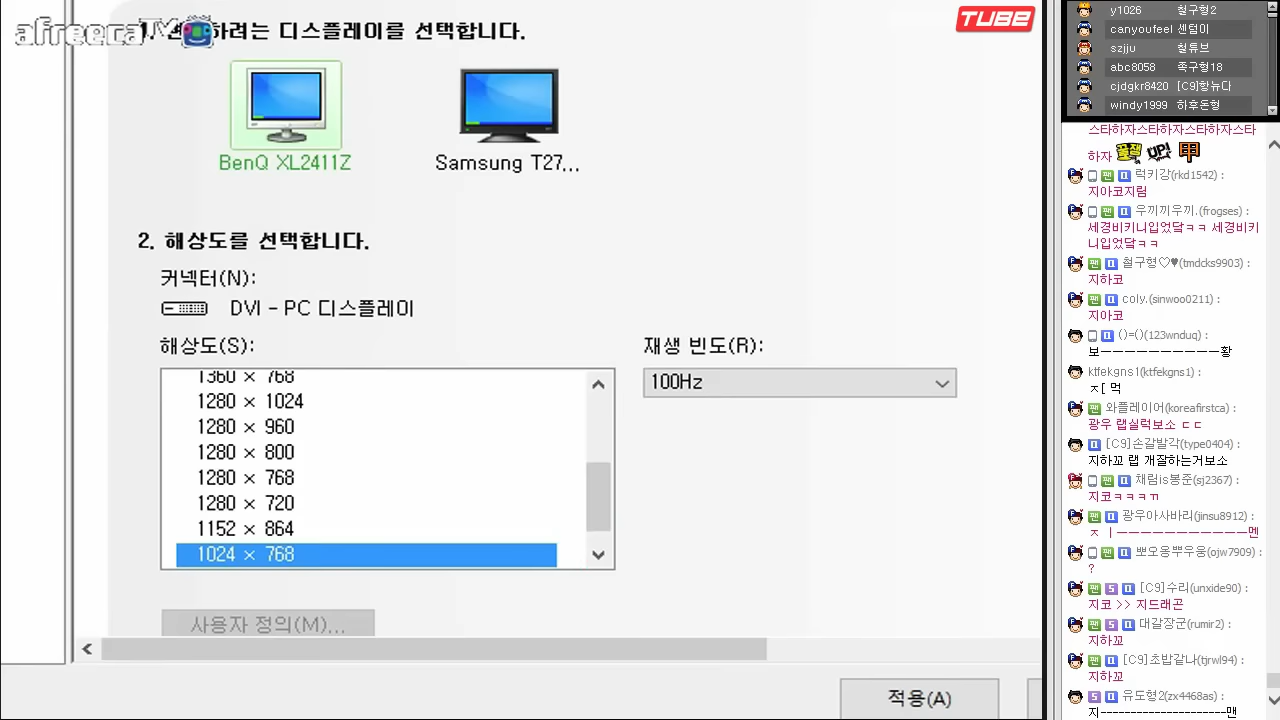 afreecaTV
하려는 디스플레이를 선택합니다.
TUBE
BenQ XL2411Z
Samsung T27...
2. 해상도를 선택합니다.
커넥터(N):
DVI - PC 디스플레이
해상도(S):
1360 × 768
1280 × 1024
1280 × 960
1280 × 800
1280 × 768
1280 × 720
1152 × 864
1024 × 768
재생 빈도(R):
100Hz
사용자 정의(M)...
적용(A)
y1026 철구형2
canyoufeel 센텀이
szjju 철튜브
abc8058 족구형18
cjdgkr8420 [C9]핳뉴다
windy1999 하후돈형
스타하자스타하자스타하자스타
하자 꿀잼 UP!
럭키강(rkd1542) :
지아코지림
우끼끼우끼.(frogses) :
세경비키니입었닼ㅋㅋ 세경비키
니입었닼ㅋㅋ
철구형♡♥(tmdcks9903) :
지하코
coly.(sinwoo0211) :
지아코
()=()(123wnduq) :
보ㅡㅡㅡㅡㅡㅡㅡㅡㅡㅡ황
ktfekgns1(ktfekgns1) :
ㅈ[ 먹
와플레이어(koreafirstca) :
광우 랩실력보소 ㄷㄷ
[C9]손갈발각(type0404) :
지하꼬 랩 개잘하는거보소
채림is봉준(sj2367) :
지코ㅋㅋㅋㄲ
광우아사바리(jinsu8912) :
ㅈ ㅣㅡㅡㅡㅡㅡㅡㅡㅡㅡㅡㅡ멘
뽀오옹뿌우웅(ojw7909) :
?
[C9]수리(unxide90) :
지코 >> 지드래곤
대갈장군(rumir2) :
지하꼬
[C9]초밥같나(tjrwl94) :
지하꼬
유도형2(zx4468as) :
지ㅡㅡㅡㅡㅡㅡㅡㅡㅡㅡㅡ맥